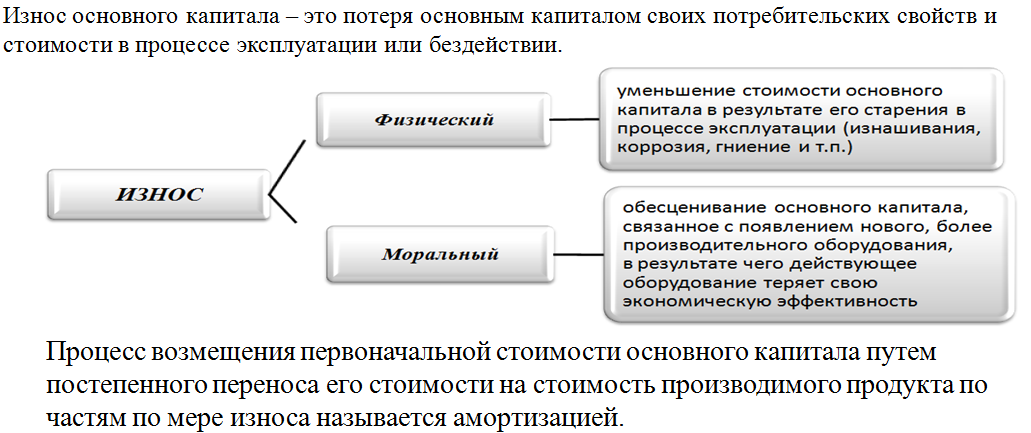 Износ основного капитала – это потеря основным капиталом своих потребительских свойств и
стоимости в процессе эксплуатации или бездействии.
Физический
уменьшение стоимости основного
капитала в результате его старения в
процессе эксплуатации (изнашивания,
коррозия, гниение и т.п.)
ИЗНОС
Моральный
обесценивание основного капитала,
связанное с появлением нового, более
производительного оборудования,
в результате чего действующее
оборудование теряет свою
экономическую эффективность
Процесс возмещения первоначальной стоимости основного капитала путем
постепенного переноса его стоимости на стоимость производимого продукта по
частям по мере износа называется амортизацией.